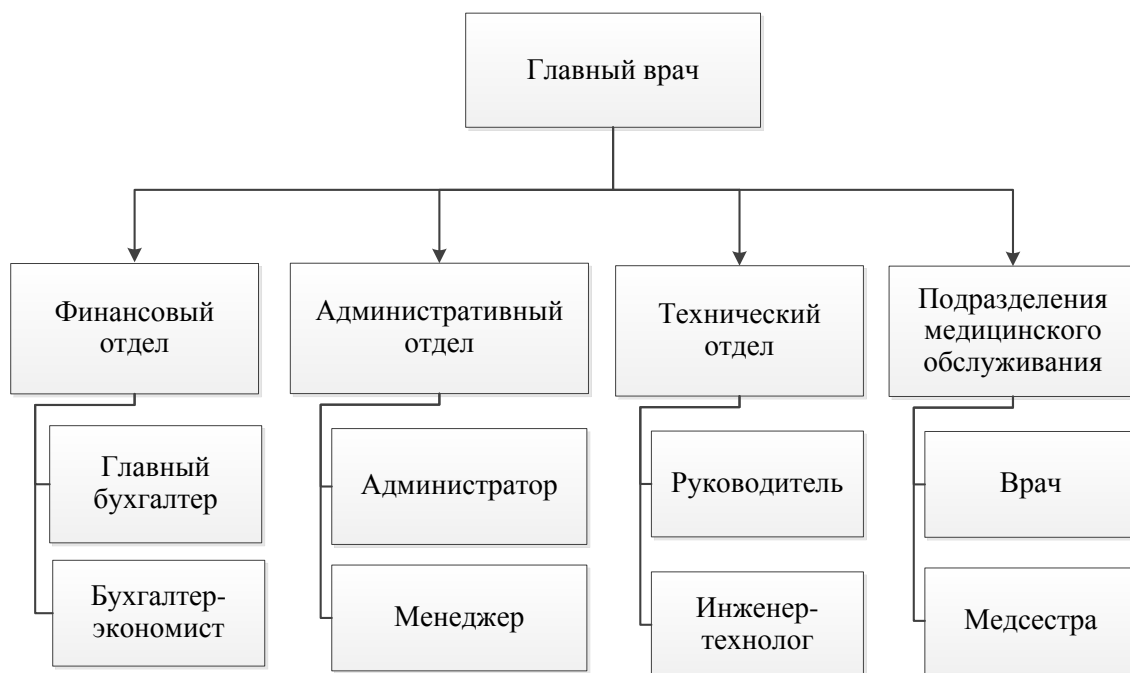 Главный врач
Финансовый
отдел
Административный
отдел
Технический
отдел
Подразделения
медицинского
обслуживания
Главный
бухгалтер
Администратор
Руководитель
Врач
Бухгалтер-
экономист
Менеджер
Инженер-
технолог
Медсестра